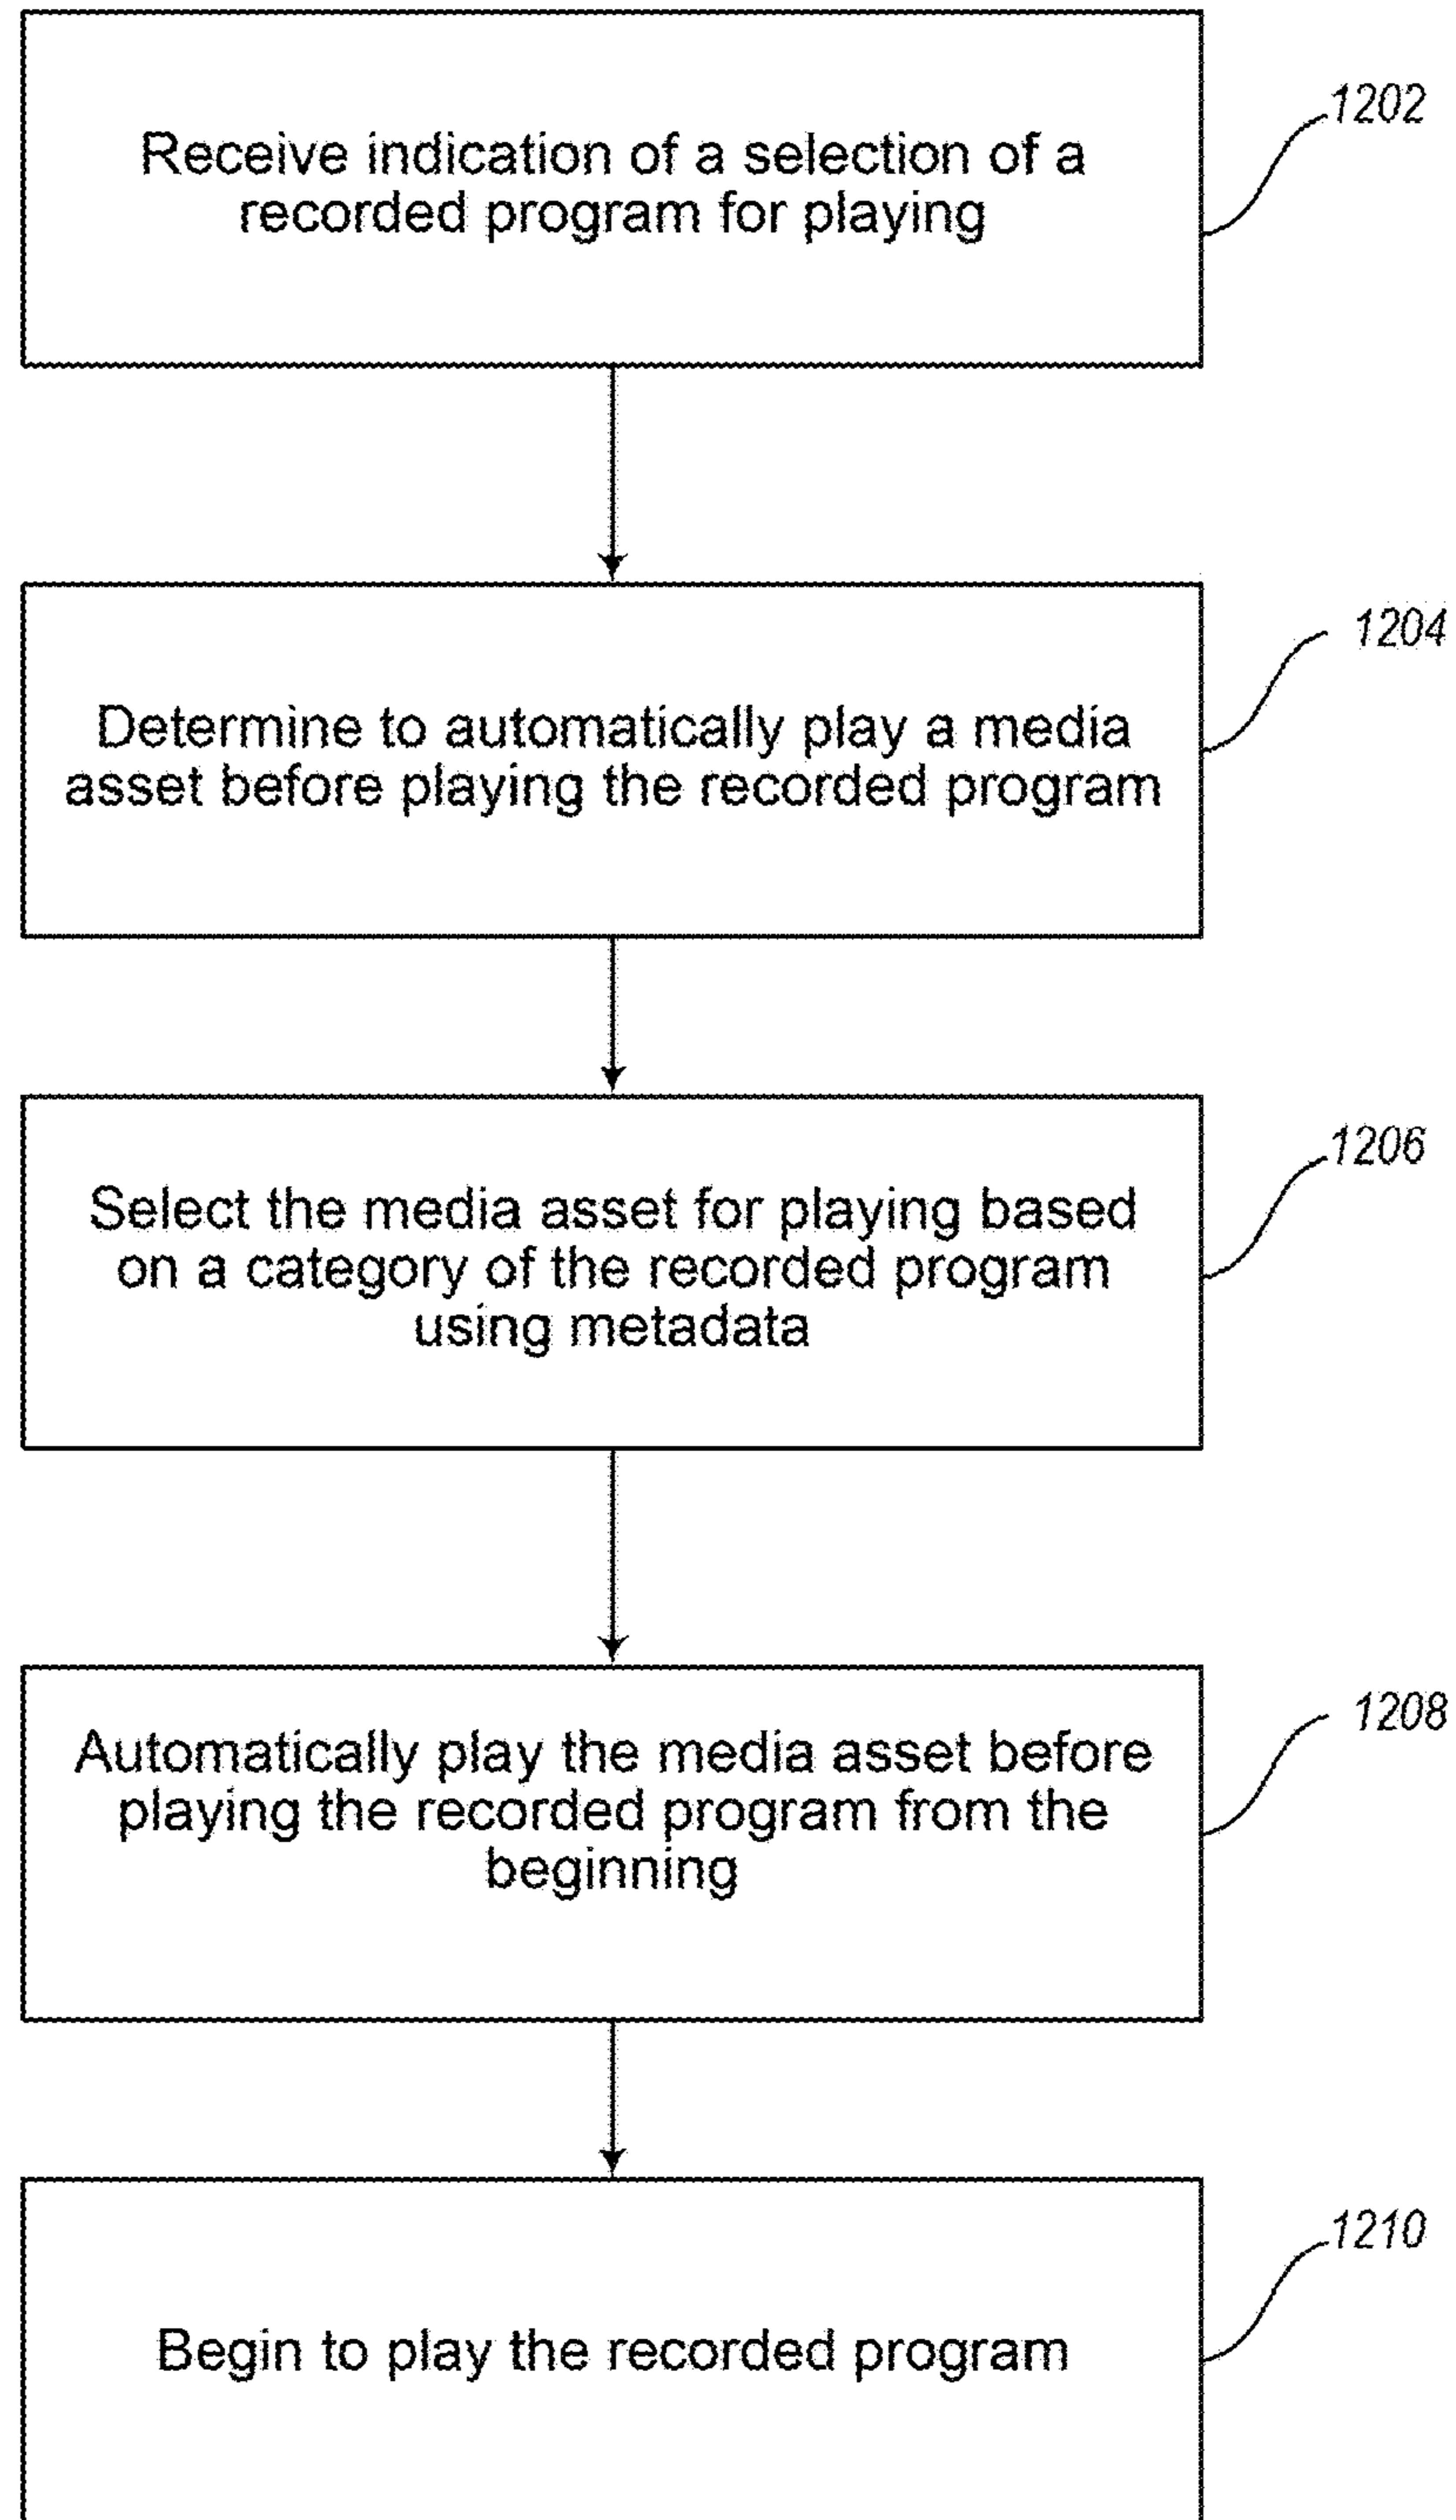 1202
Receive indication of a selection of a
recorded program for playing
1204
Determine to automatically play a media
asset before playing the recorded program
1206
Select the media asset for playing based
on a category of the recorded program
using metadata
1208
Automatically play the media asset before
playing the recorded program from the
beginning
1210
Begin to play the recorded program